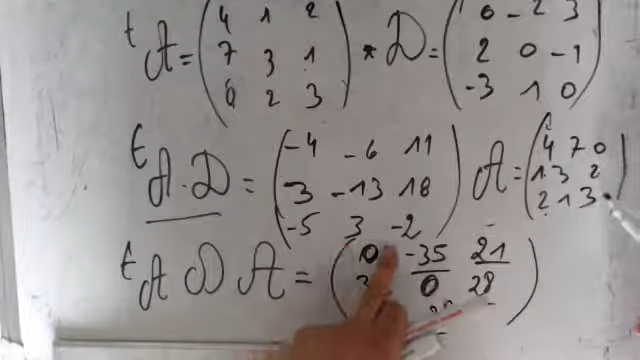 ᵗA = ( 4 1 2 * D = ( 0 -2 3
7 3 1 2 0 -1
0 2 3 ) -3 1 0 )
ᵗA.D = ( -4 -6 11 A = ( 4 7 0
3 -13 18 1 3 2
-5 3 -2 ) 2 1 3 )
ᵗA D A = ( 0 -35 21
0 28 )